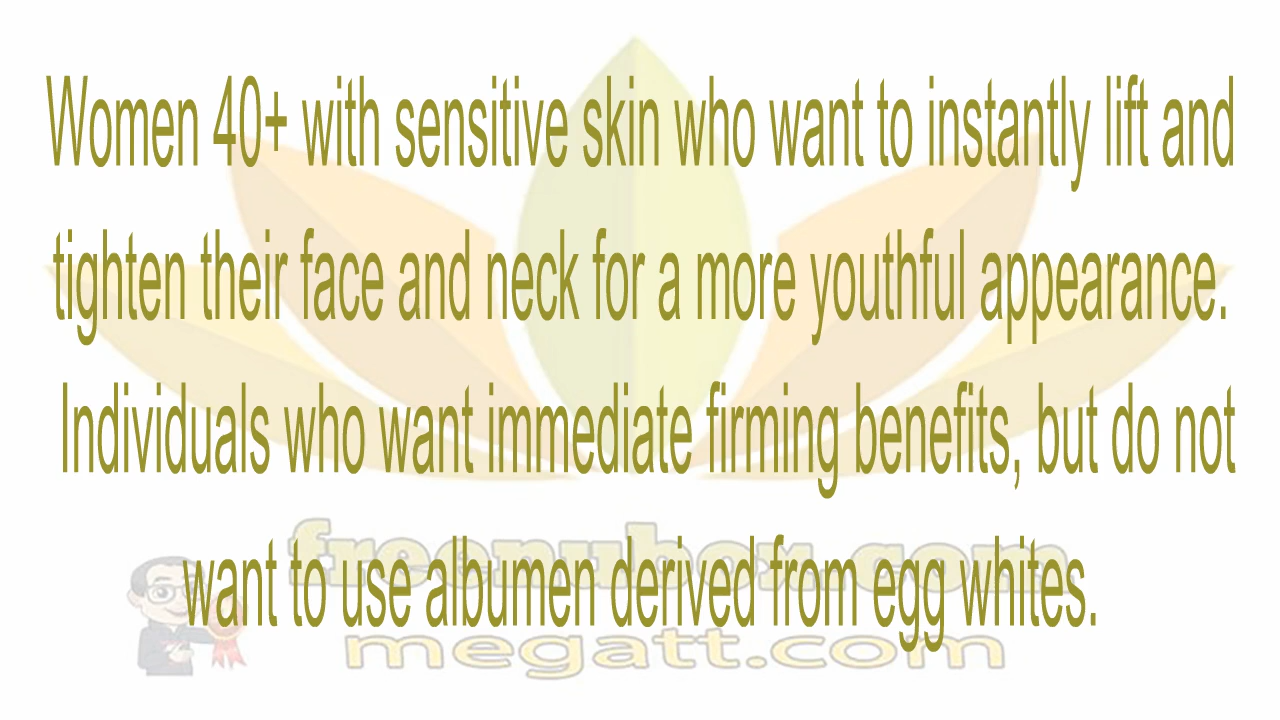 Women 40+ with sensitive skin who want to instantly lift and
tighten their face and neck for a more youthful appearance.
Individuals who want immediate firming benefits, but do not
freenubox.com
want to use albumen derived from egg whites.
megatt.com